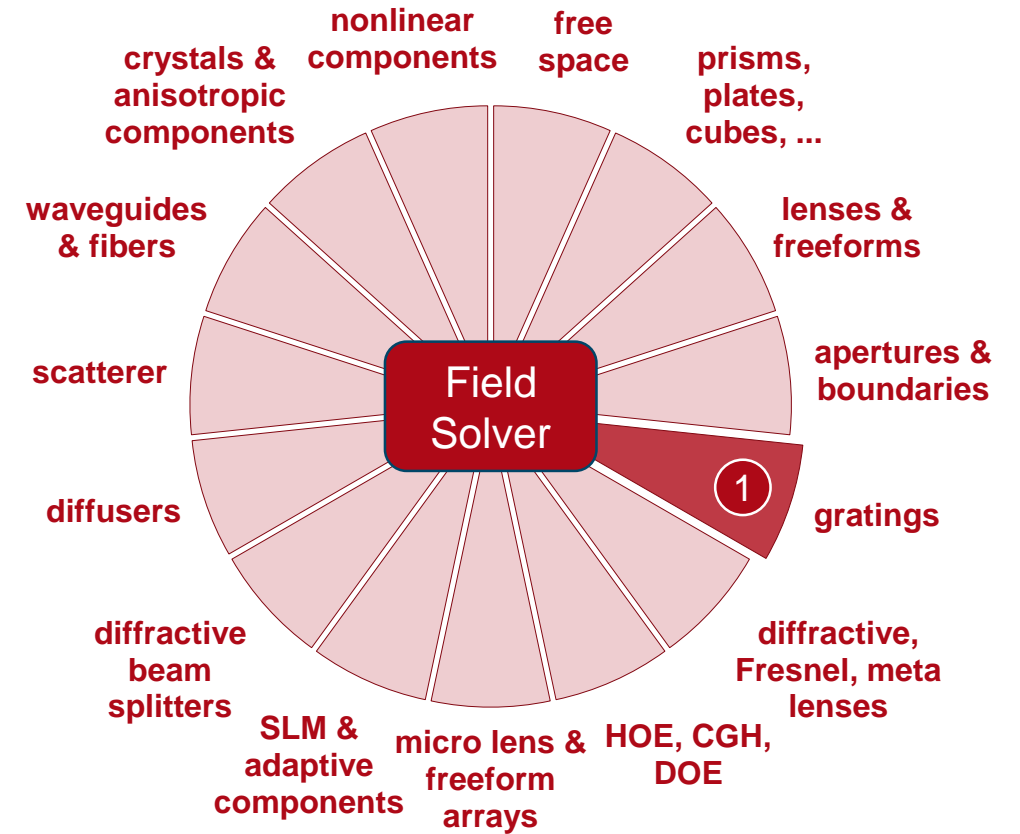 nonlinear
components
free
space
prisms,
plates,
cubes, ...
lenses &
freeforms
apertures &
boundaries
1
gratings
diffractive,
Fresnel, meta
lenses
HOE, CGH,
DOE
micro lens &
freeform
arrays
SLM &
adaptive
components
diffractive
beam
splitters
diffusers
scatterer
waveguides
& fibers
crystals &
anisotropic
components
Field
Solver